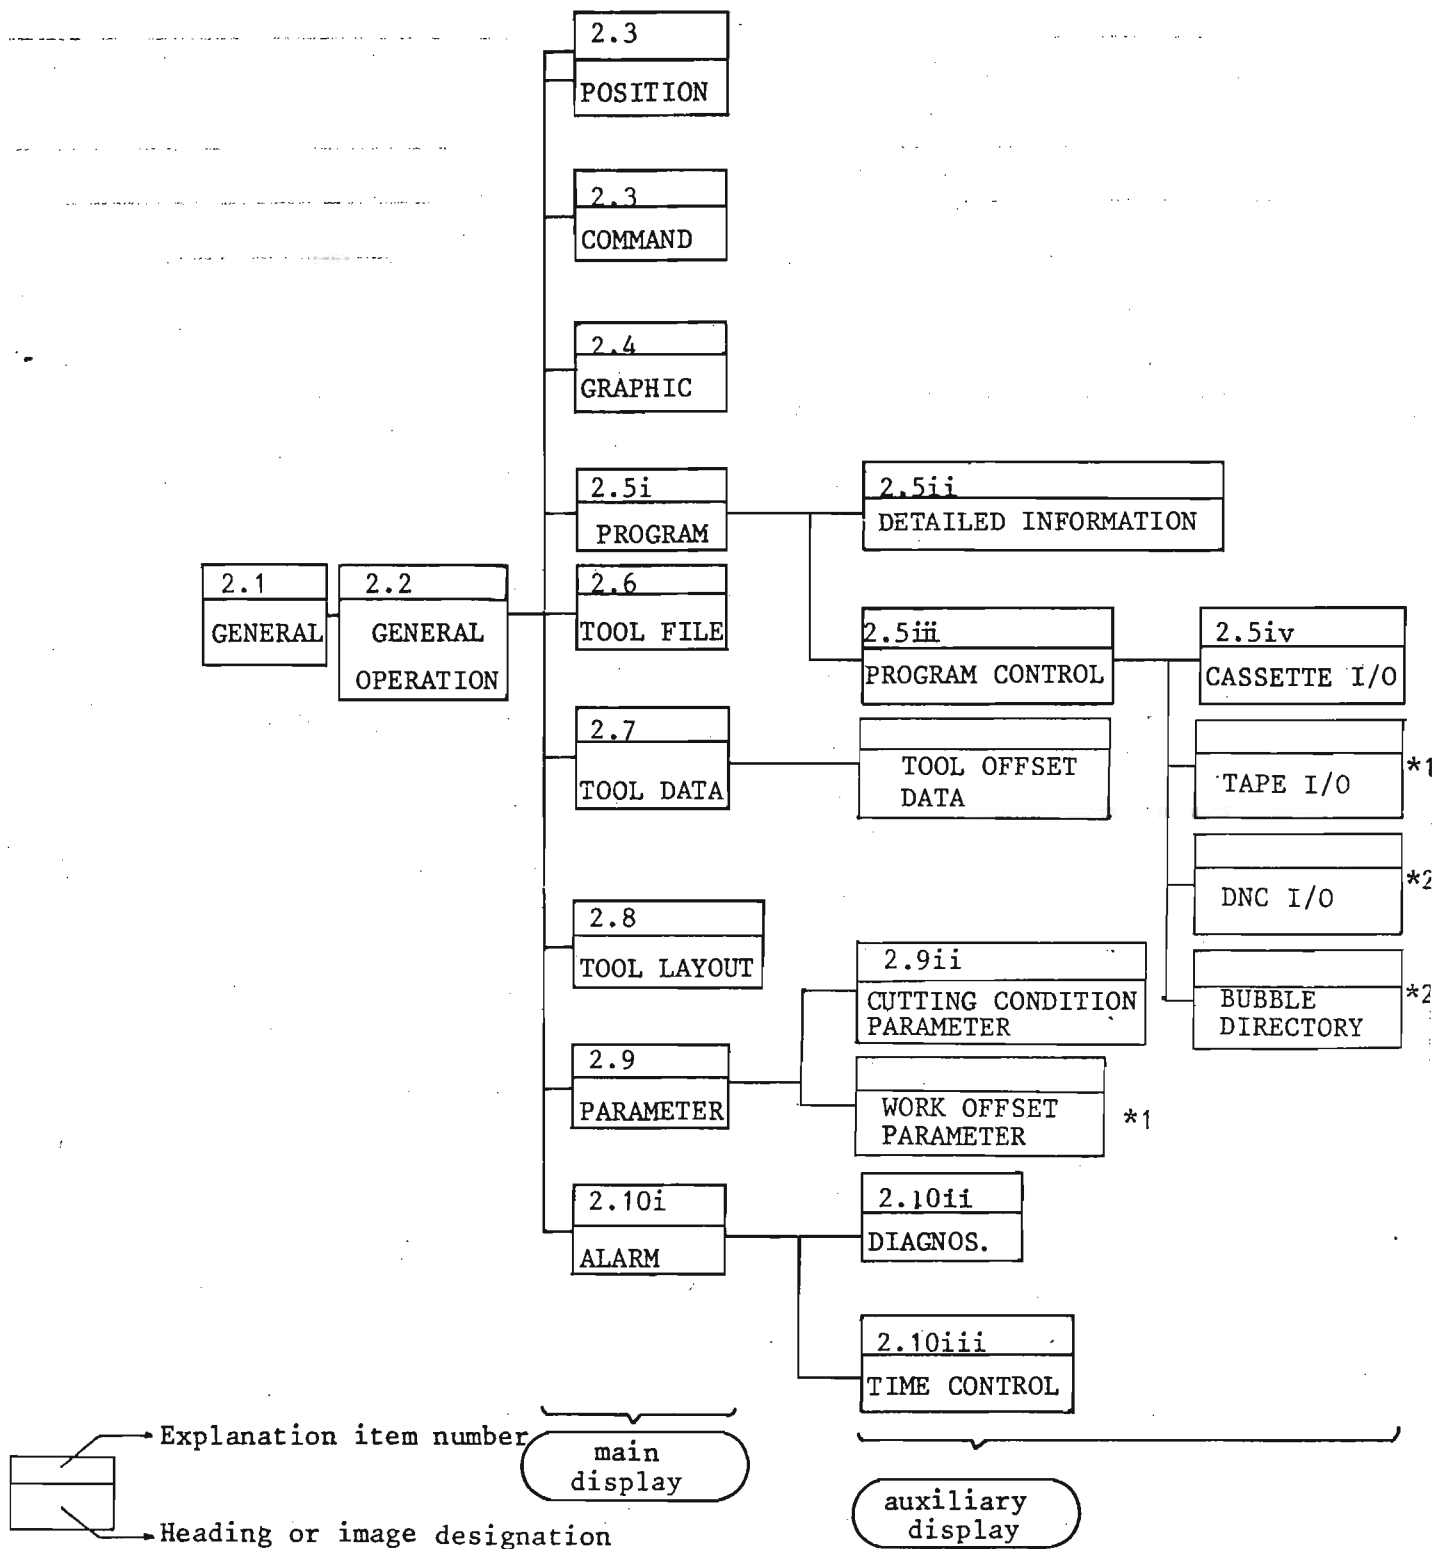 2.3
POSITION
2.3
COMMAND
2.4
GRAPHIC
2.5i
PROGRAM
2.5ii
DETAILED INFORMATION
2.1
GENERAL
2.2
GENERAL
OPERATION
2.6
TOOL FILE
2.5iii
PROGRAM CONTROL
2.5iv
CASSETTE I/O
2.7
TOOL DATA
TOOL OFFSET
DATA
TAPE I/O
*1
DNC I/O
*2
2.8
TOOL LAYOUT
2.9ii
CUTTING CONDITION
PARAMETER
BUBBLE
DIRECTORY
*2
2.9
PARAMETER
WORK OFFSET
PARAMETER
*1
2.10i
ALARM
2.10ii
DIAGNOS.
2.10iii
TIME CONTROL
Explanation item number
Heading or image designation
main
display
auxiliary
display